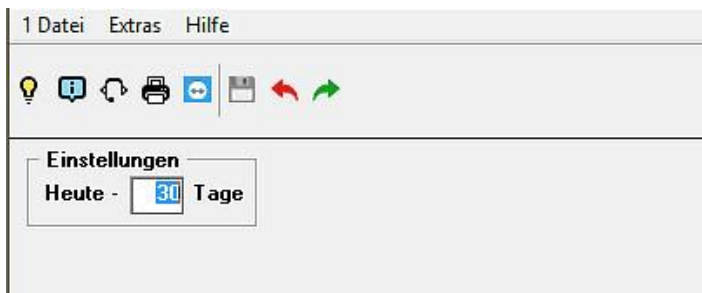 1 Datei Extras Hilfe
Einstellungen
Heute - 30 Tage